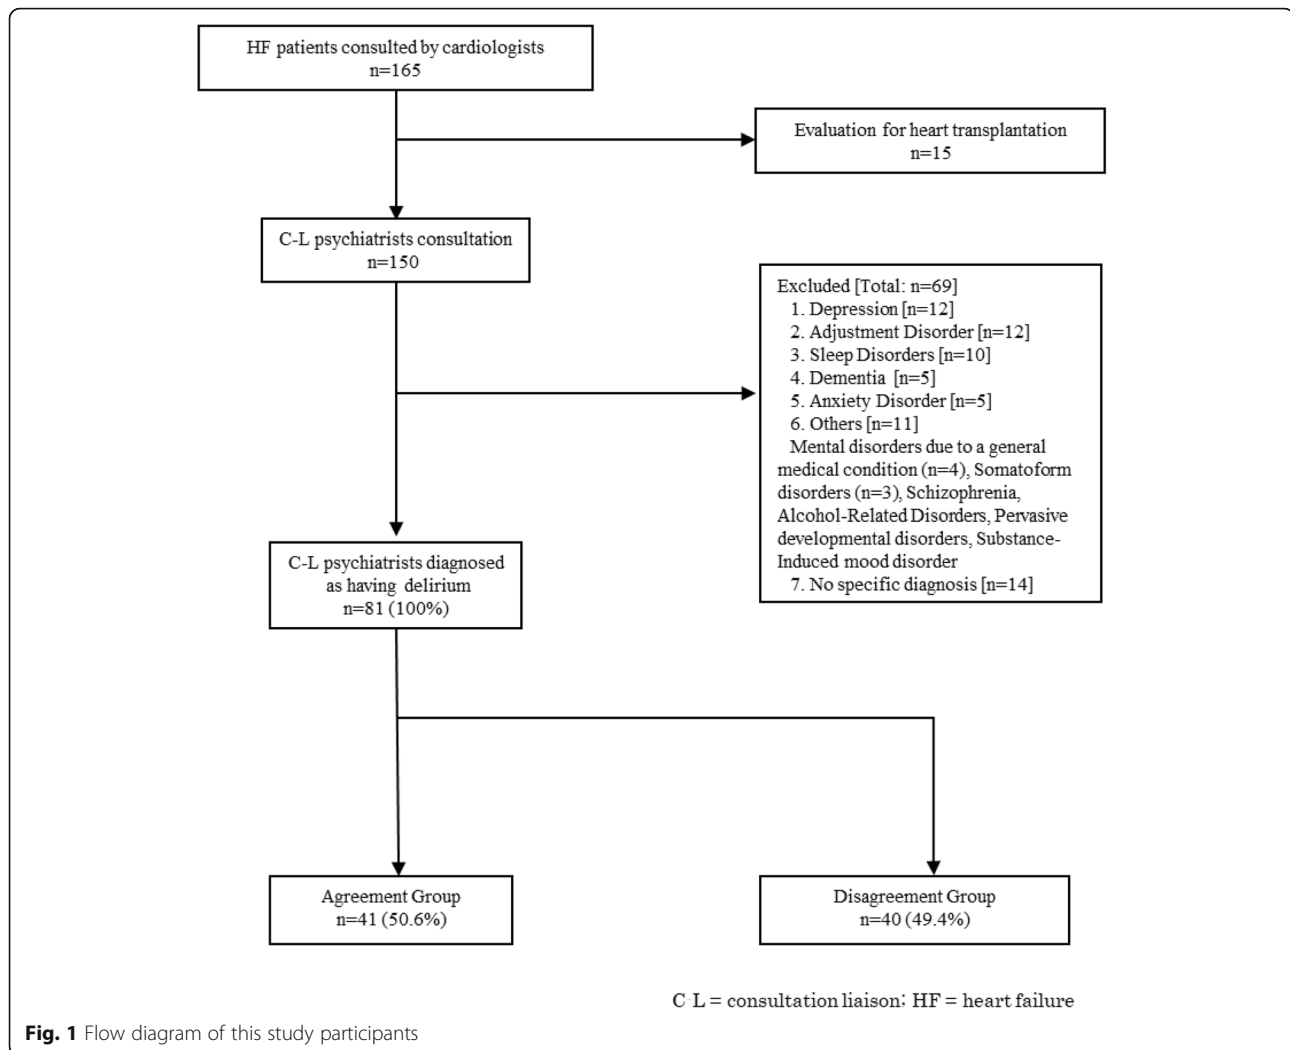 HF patients consulted by cardiologists
n=165
Evaluation for heart transplantation
n=15
C-L psychiatrists consultation
n=150
Excluded [Total: n=69]
1. Depression [n=12]
2. Adjustment Disorder [n=12]
3. Sleep Disorders [n=10]
4. Dementia [n=5]
5. Anxiety Disorder [n=5]
6. Others [n=11]
Mental disorders due to a general
medical condition (n=4), Somatoform
disorders (n=3), Schizophrenia,
Alcohol-Related Disorders, Pervasive
developmental disorders, Substance-
Induced mood disorder
7. No specific diagnosis [n=14]
C-L psychiatrists diagnosed
as having delirium
n=81 (100%)
Agreement Group
n=41 (50.6%)
Disagreement Group
n=40 (49.4%)
C-L = consultation liaison; HF = heart failure
Fig. 1 Flow diagram of this study participants